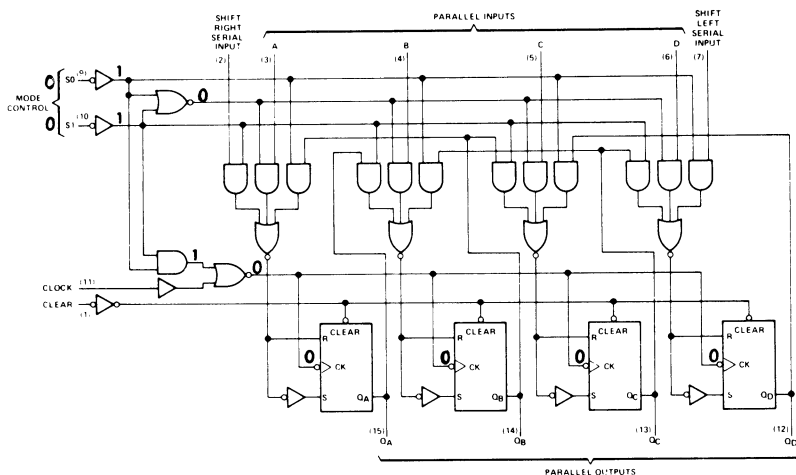 SHIFT RIGHT SERIAL INPUT
PARALLEL INPUTS
SHIFT LEFT SERIAL INPUT
A B C D
(2) (3) (4) (5) (6) (7)
MODE CONTROL
0 S0 (9) 1
0
0 S1 (10 1
1
0
CLOCK (11)
CLEAR (1)
CLEAR CLEAR CLEAR CLEAR
R R R R
0 CK 0 CK 0 CK 0 CK
S QA S QB S QC S QD
(15) (14) (13) (12)
QA QB QC QD
PARALLEL OUTPUTS